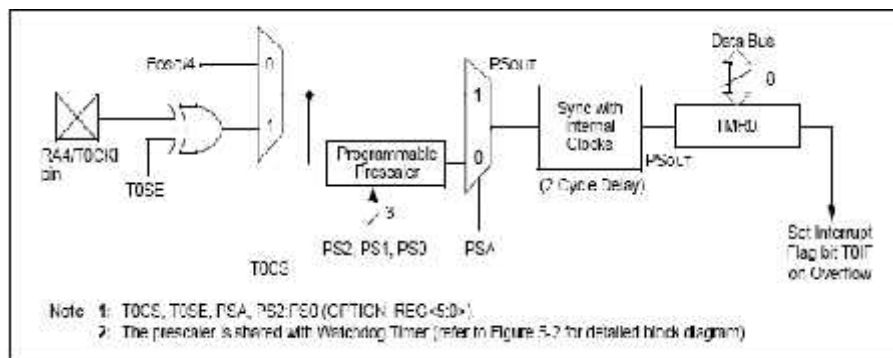 Data Bus
Fosc/4
0
PSOUT
8
1
1
Sync with
Internal
Clocks
TMR0
RA4/T0CKI
pin
Programmable
Prescaler
0
PSOUT
T0SE
(2 Cycle Delay)
3
Set Interrupt
Flag bit T0IF
on Overflow
PS2, PS1, PS0
PSA
T0CS
Note 1: T0CS, T0SE, PSA, PS2:PS0 (OPTION_REG<5:0>)
2: The prescaler is shared with Watchdog Timer (refer to Figure 5-2 for detailed block diagram)